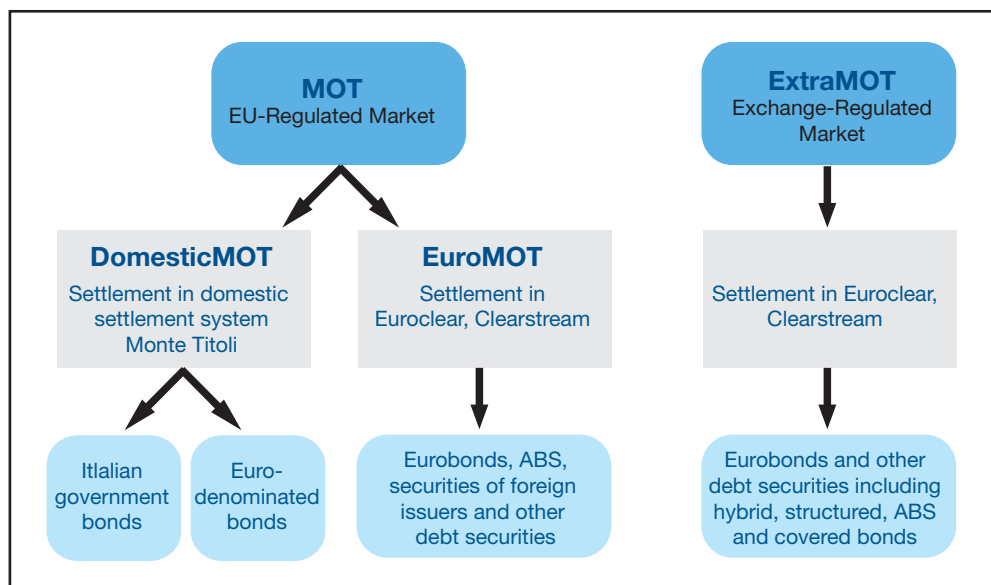 MOT
EU-Regulated Market
ExtraMOT
Exchange-Regulated
Market
DomesticMOT
Settlement in domestic
settlement system
Monte Titoli
EuroMOT
Settlement in
Euroclear, Clearstream
Settlement in Euroclear,
Clearstream
Itlalian
government
bonds
Euro-
denominated
bonds
Eurobonds, ABS,
securities of foreign
issuers and other
debt securities
Eurobonds and other
debt securities including
hybrid, structured, ABS
and covered bonds